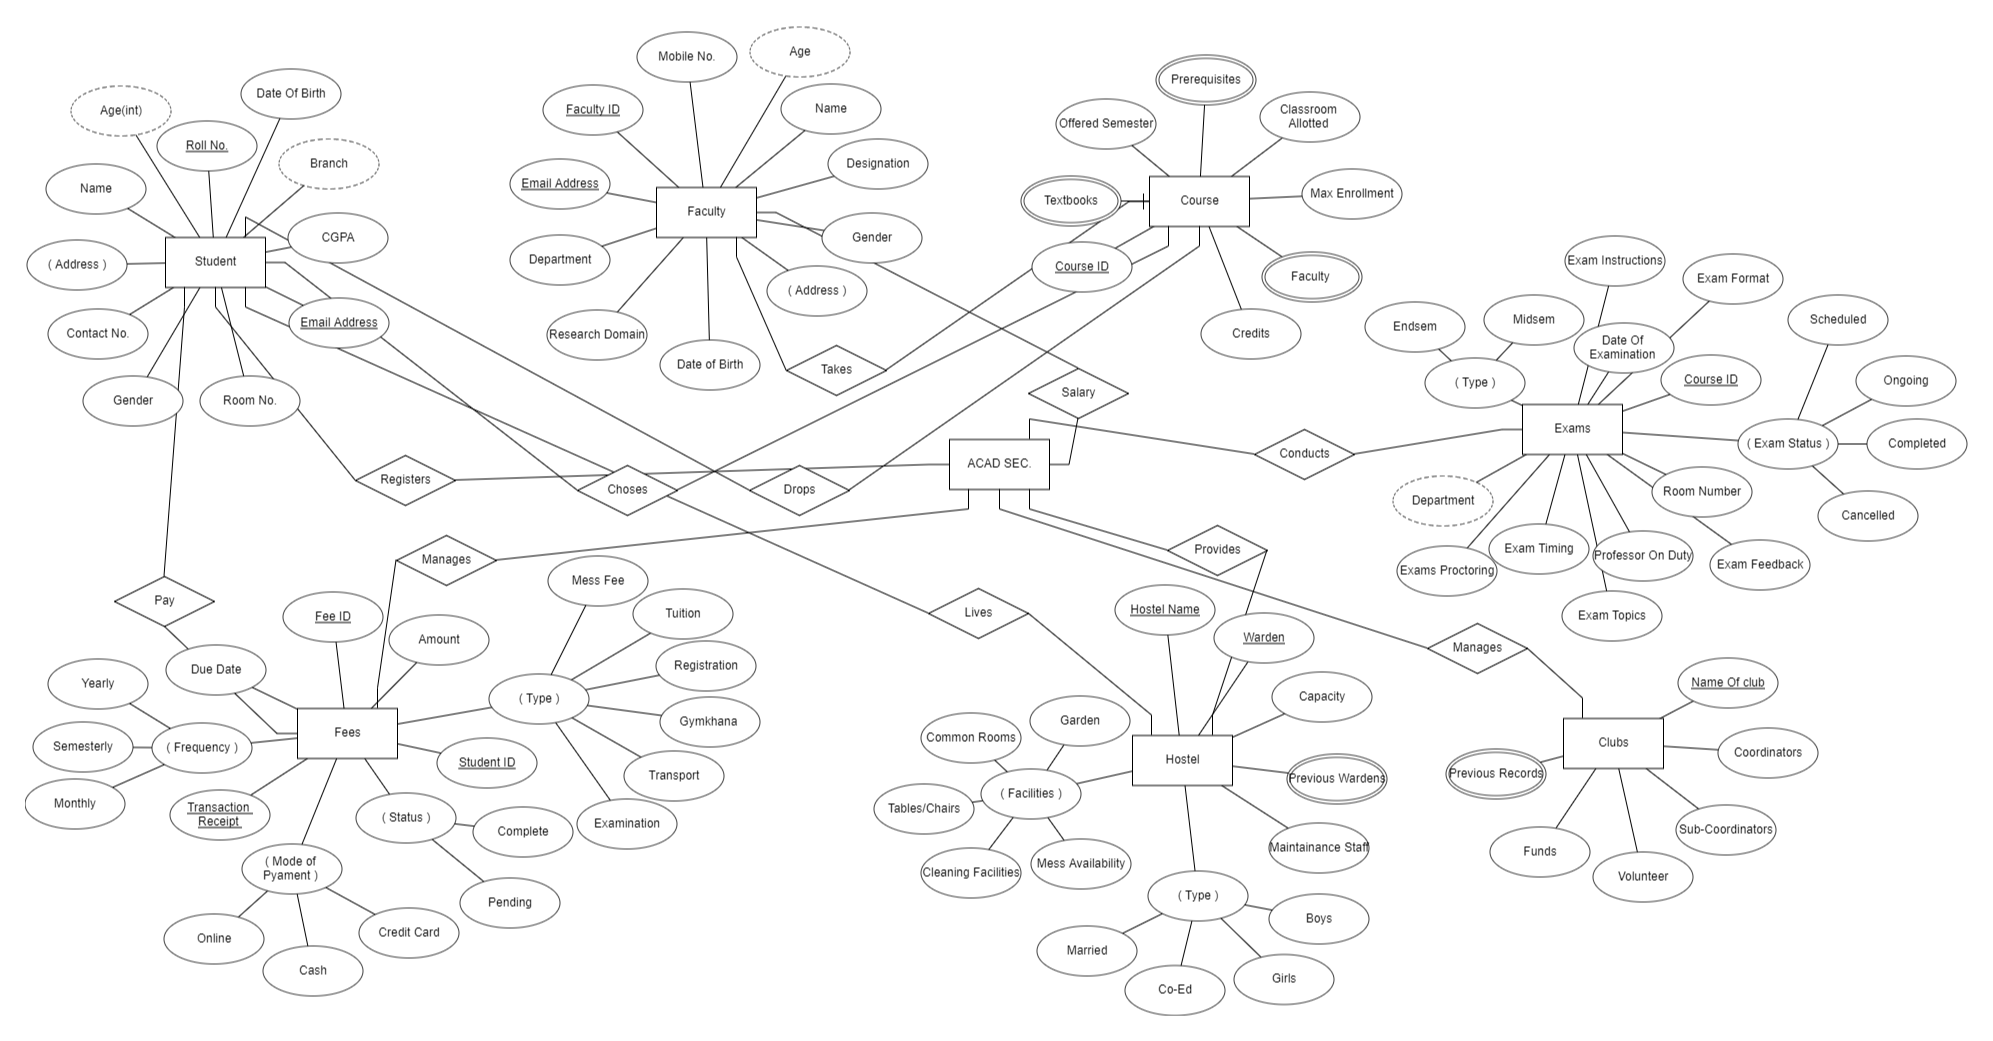 Mobile No.
Age
Prerequisites
Date Of Birth
Age(int)
Faculty ID
Name
Classroom
Allotted
Offered Semester
Roll No.
Branch
Designation
Name
Email Address
Max Enrollment
Textbooks
Course
Faculty
CGPA
Gender
Student
( Address )
Department
Course ID
Faculty
Exam Instructions
Exam Format
( Address )
Email Address
Contact No.
Research Domain
Credits
Endsem
Midsem
Scheduled
Date Of
Examination
Date of Birth
Takes
Salary
( Type )
Course ID
Ongoing
Gender
Room No.
Exams
( Exam Status )
Completed
Conducts
ACAD SEC.
Registers
Choses
Drops
Department
Room Number
Cancelled
Manages
Provides
Exams Proctoring
Exam Timing
Professor On Duty
Exam Feedback
Mess Fee
Pay
Fee ID
Tuition
Lives
Hostel Name
Exam Topics
Amount
Warden
Manages
Due Date
Registration
Yearly
( Type )
Capacity
Name Of club
Gymkhana
Garden
Fees
Common Rooms
Semesterly
( Frequency )
Student ID
Hostel
Clubs
Coordinators
Transport
Previous Wardens
Previous Records
Monthly
( Facilities )
Tables/Chairs
Transaction
Receipt
( Status )
Complete
Examination
Sub-Coordinators
Maintainance Staff
Funds
( Mode of
Pyament )
Cleaning Facilities
Mess Availability
Volunteer
( Type )
Pending
Boys
Online
Credit Card
Married
Cash
Co-Ed
Girls